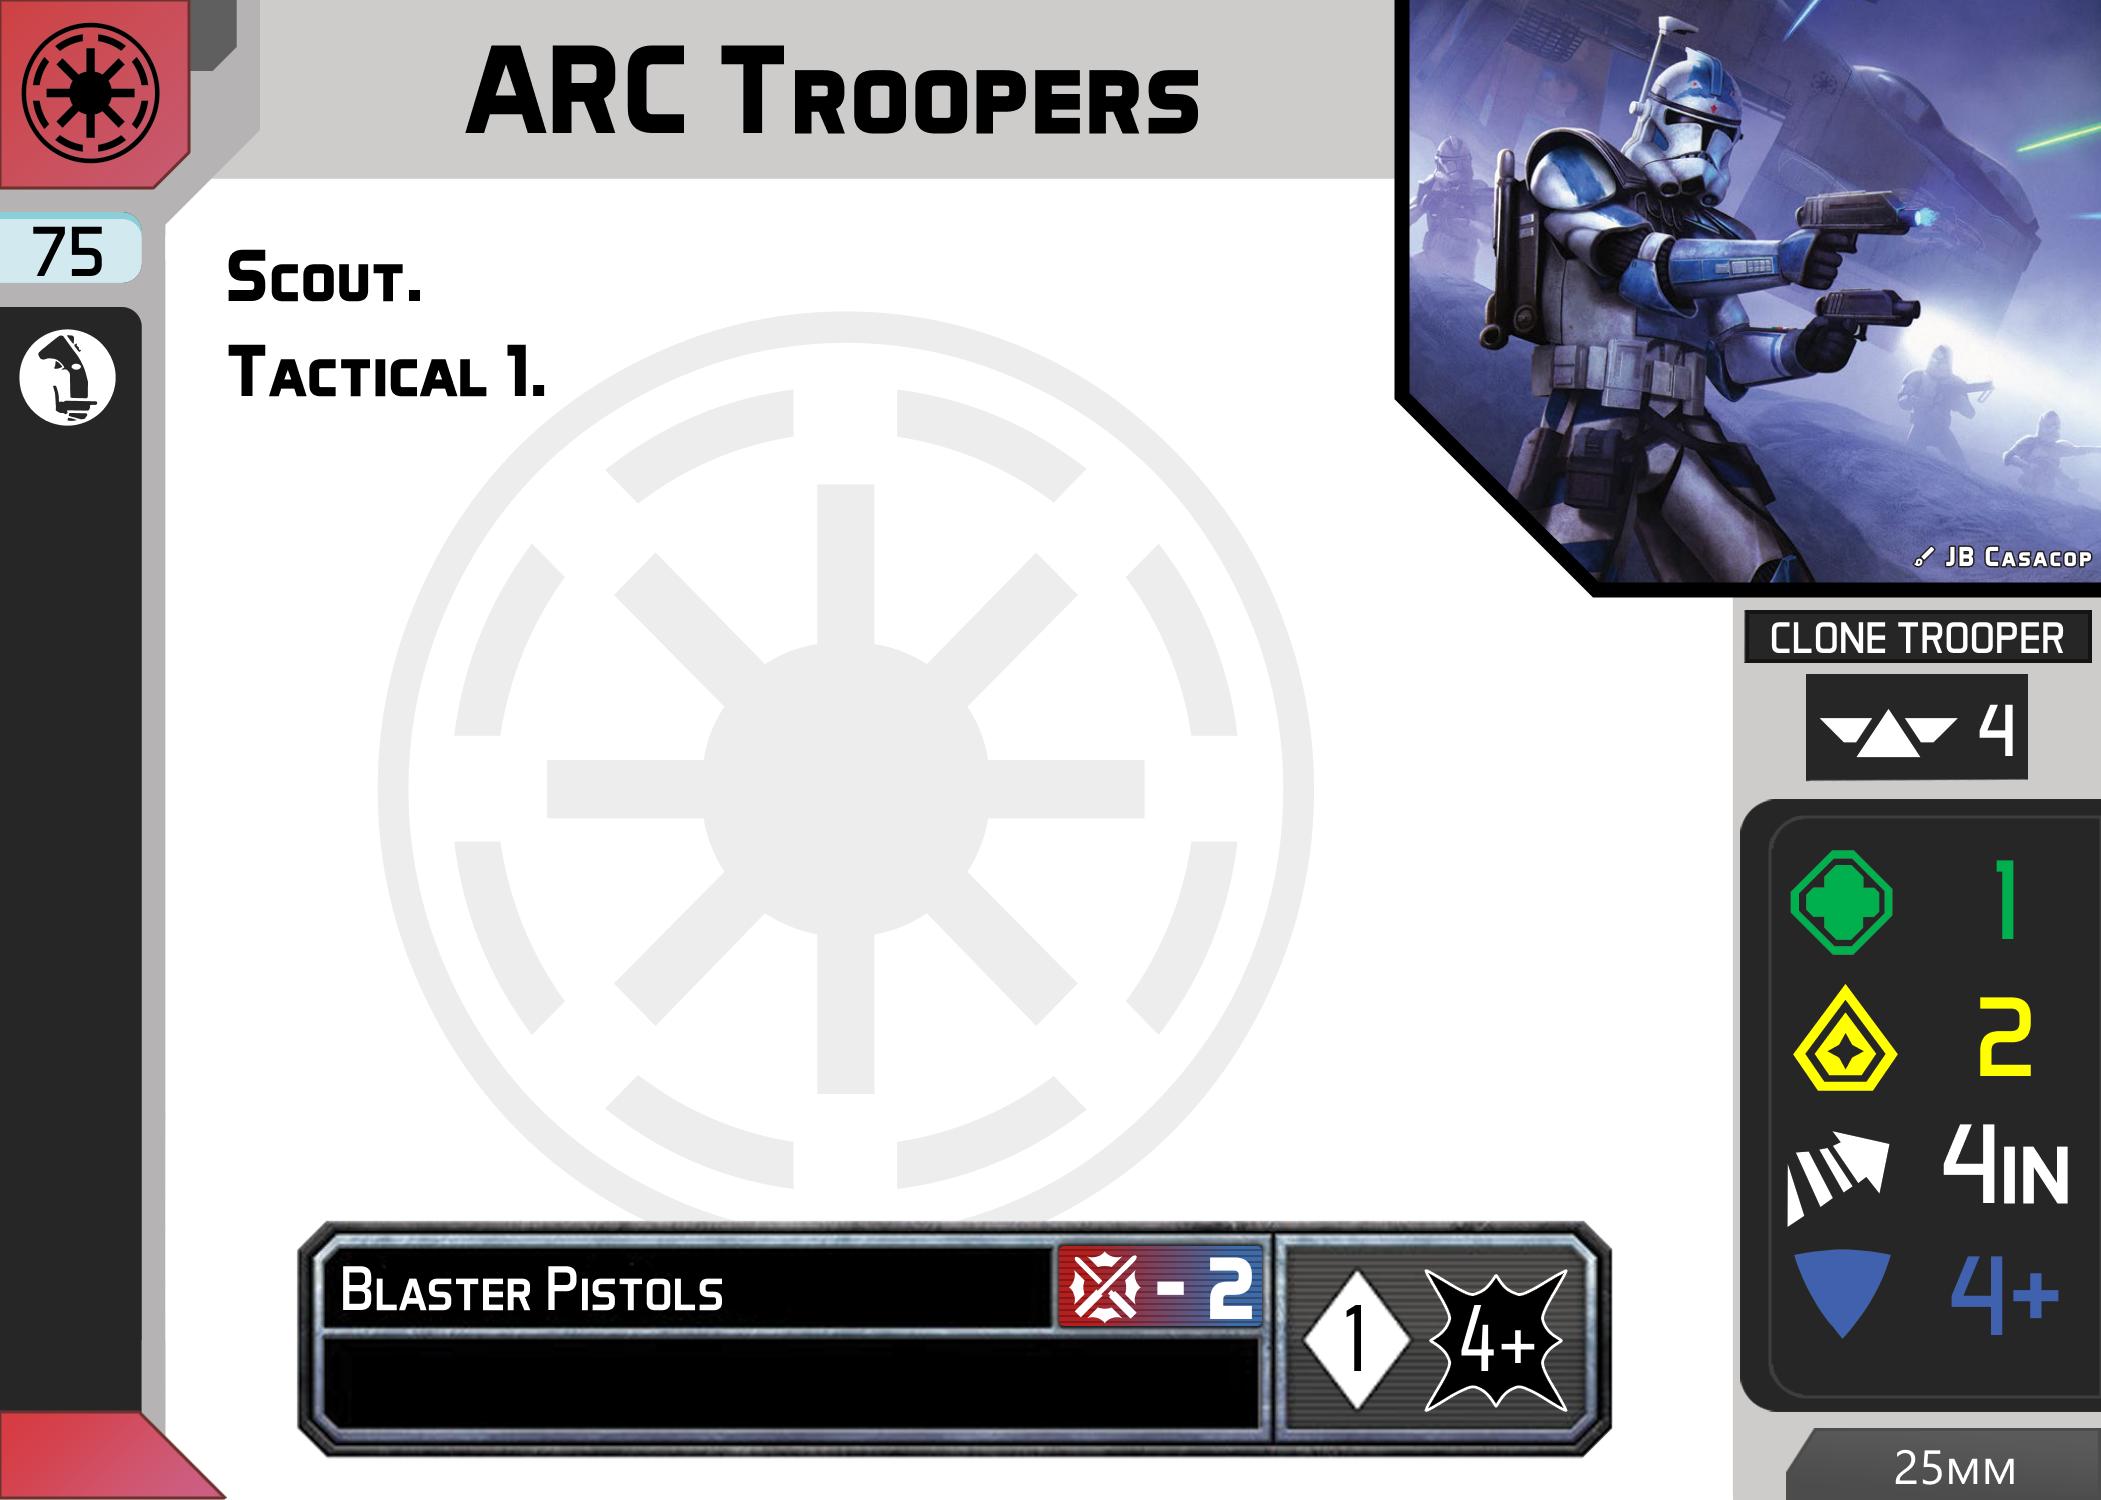 ARC Troopers
75
Scout.
Tactical 1.
JB Casacop
CLONE TROOPER
4
1
2
4in
4+
Blaster Pistols
- 2
1
4+
25mm